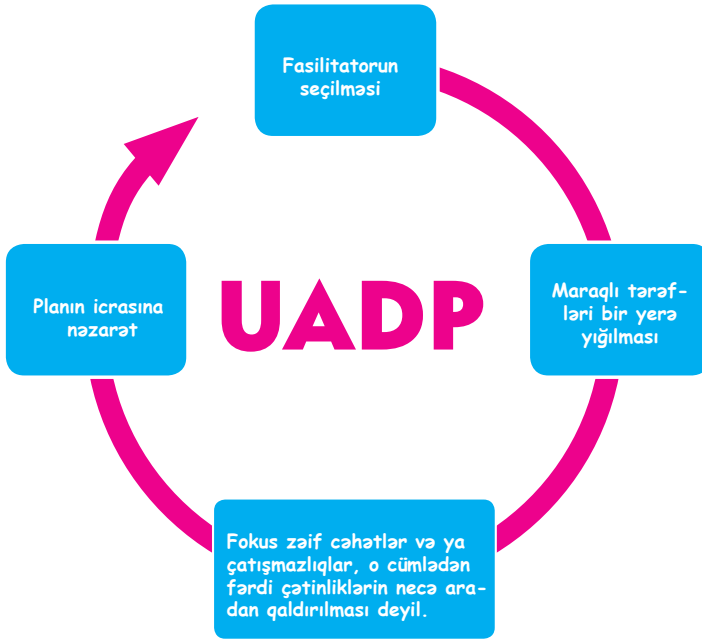 Fasilitatorun
seçilməsi
Maraqlı tərəf-
ləri bir yerə
yığılması
UADP
Planın icrasına
nəzarət
Fokus zəif cəhətlər və ya
çatışmazlıqlar, o cümlədən
fərdi çətinliklərin necə ara-
dan qaldırılması deyil.